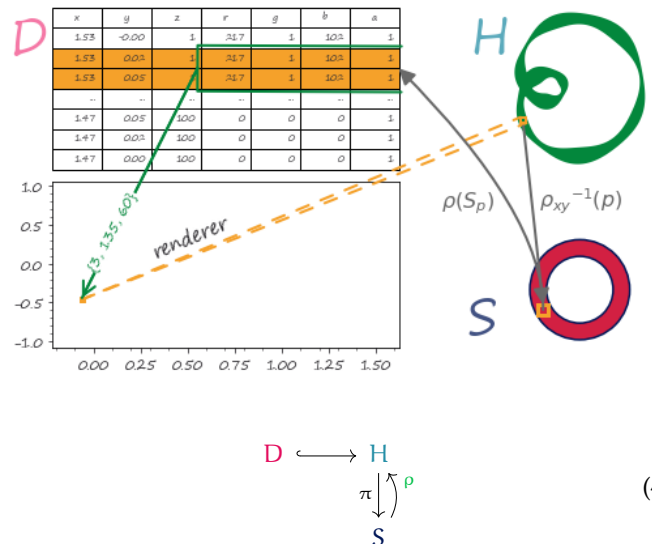 D
x y z r g b a
1.53 -0.00 1 217 1 102 1
1.53 0.02 1 217 1 102 1
1.53 0.05 1 217 1 102 1
... ... ... ... ... ... ...
1.47 0.05 100 0 0 0 1
1.47 0.02 100 0 0 0 1
1.47 0.00 100 0 0 0 1
H
1.0
0.5
0.0
-0.5
-1.0
{3, 135, 60}
renderer
0.00 0.25 0.50 0.75 1.00 1.25 1.50
ρ(Sₚ)
ρₓᵧ⁻¹(p)
S
D H
π ρ
S